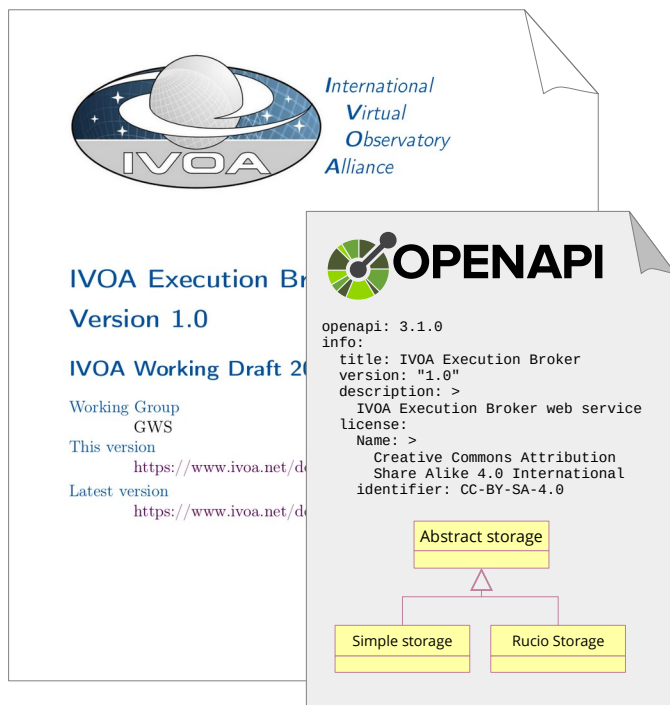 IVOA
International
Virtual
Observatory
Alliance
IVOA Execution Br
Version 1.0
IVOA Working Draft 20
Working Group
GWS
This version
https://www.ivoa.net/do
Latest version
https://www.ivoa.net/do
OPENAPI
openapi: 3.1.0
info:
  title: IVOA Execution Broker
  version: "1.0"
  description: >
    IVOA Execution Broker web service
  license:
    Name: >
      Creative Commons Attribution
      Share Alike 4.0 International
    identifier: CC-BY-SA-4.0
Abstract storage
Simple storage
Rucio Storage